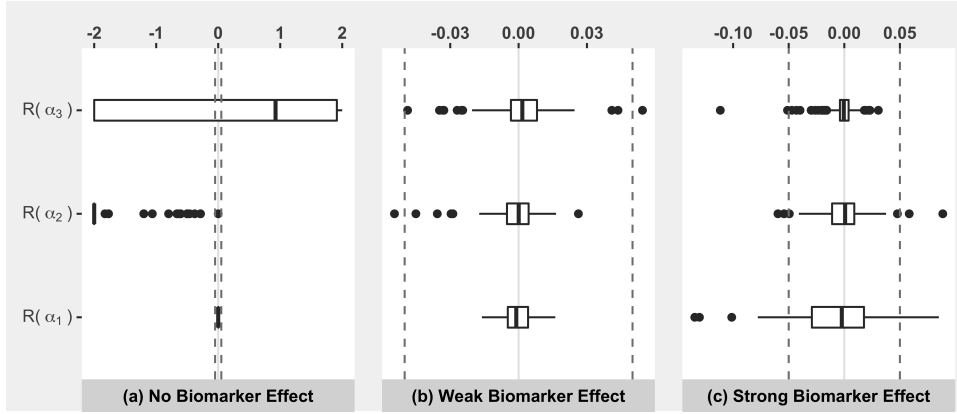 -2 -1 0 1 2 -0.03 0.00 0.03 -0.10 -0.05 0.00 0.05
R( α3 )
R( α2 )
R( α1 )
(a) No Biomarker Effect (b) Weak Biomarker Effect (c) Strong Biomarker Effect